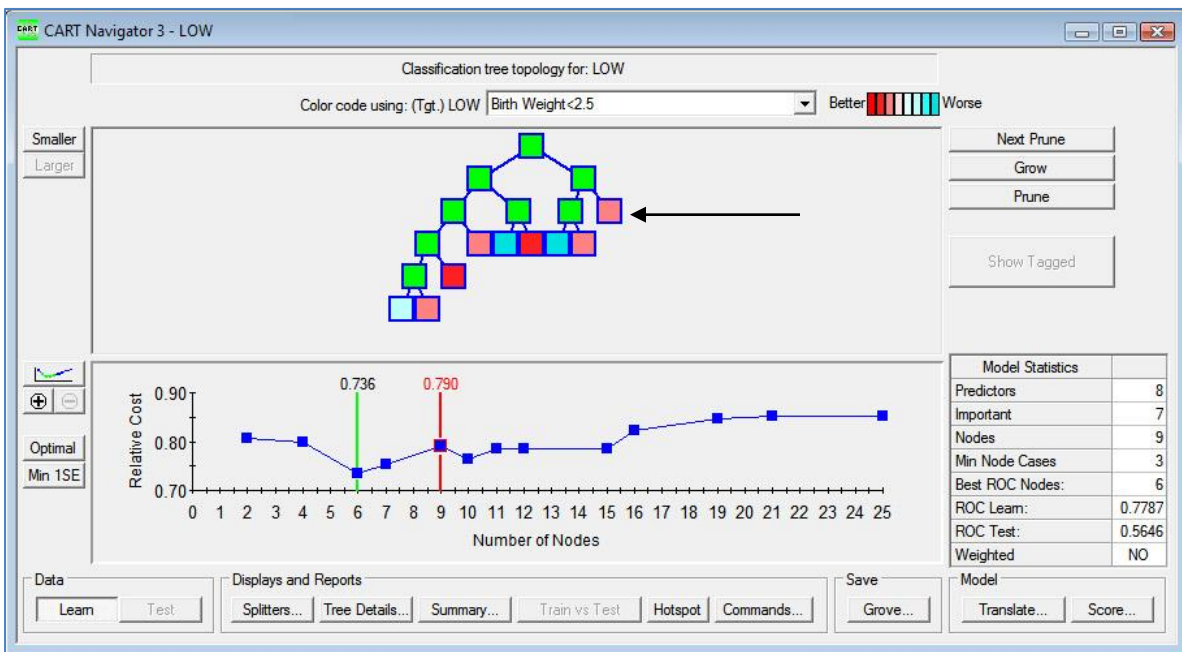 CART CART Navigator 3 - LOW
Classification tree topology for: LOW
Color code using: (Tgt.) LOW Birth Weight<2.5 Better Worse
Smaller
Larger
Next Prune
Grow
Prune
Show Tagged
Optimal
Min 1SE
0.736 0.790
0.90
0.80
0.70
Relative Cost
0 1 2 3 4 5 6 7 8 9 10 11 12 13 14 15 16 17 18 19 20 21 22 23 24 25
Number of Nodes
Model Statistics
Predictors 8
Important 7
Nodes 9
Min Node Cases 3
Best ROC Nodes: 6
ROC Learn: 0.7787
ROC Test: 0.5646
Weighted NO
Data Displays and Reports Save Model
Learn Test Splitters... Tree Details... Summary... Train vs Test Hotspot Commands... Grove... Translate... Score...